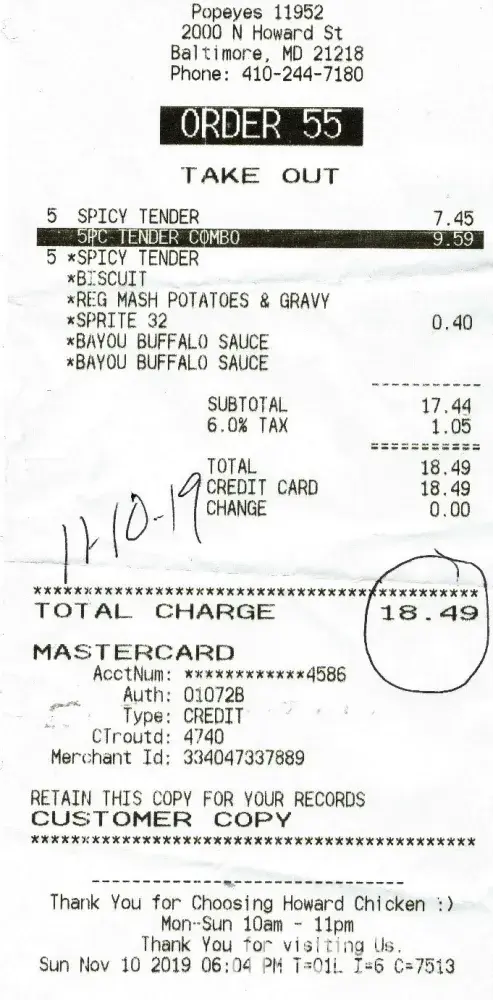 Popeyes 11952
2000 N Howard St
Baltimore, MD 21218
Phone: 410-244-7180
ORDER 55
TAKE OUT
5 SPICY TENDER 7.45
5PC TENDER COMBO 9.59
5 *SPICY TENDER
*BISCUIT
*REG MASH POTATOES & GRAVY
*SPRITE 32 0.40
*BAYOU BUFFALO SAUCE
*BAYOU BUFFALO SAUCE
------------
SUBTOTAL 17.44
6.0% TAX 1.05
============
TOTAL 18.49
CREDIT CARD 18.49
CHANGE 0.00
11-10-19
********************************************
TOTAL CHARGE 18.49
MASTERCARD
AcctNum: ************4586
Auth: 01072B
Type: CREDIT
CTroutd: 4740
Merchant Id: 334047337889
RETAIN THIS COPY FOR YOUR RECORDS
CUSTOMER COPY
********************************************
-------------------------------
Thank You for Choosing Howard Chicken :)
Mon-Sun 10am - 11pm
Thank You for visiting Us.
Sun Nov 10 2019 06:04 PM T=01L I=6 C=7513